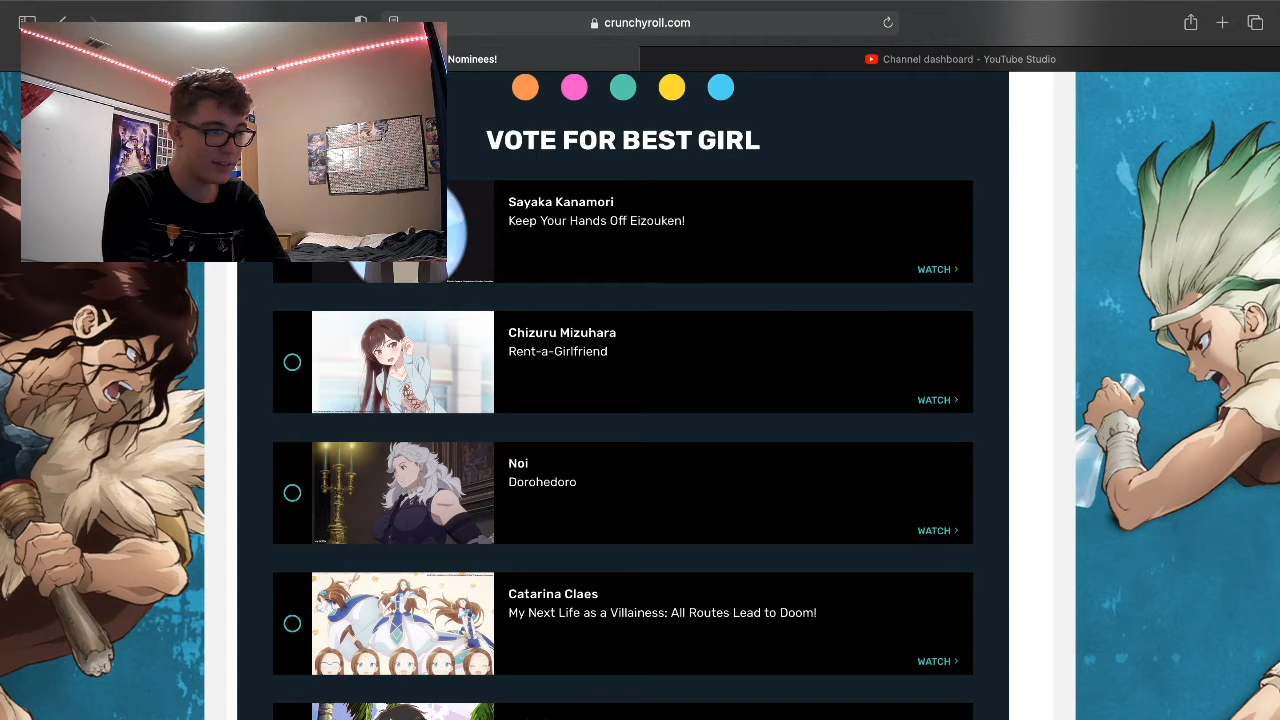 crunchyroll.com
Nominees!
Channel dashboard - YouTube Studio
VOTE FOR BEST GIRL
Sayaka Kanamori
Keep Your Hands Off Eizouken!
WATCH
Chizuru Mizuhara
Rent-a-Girlfriend
WATCH
Noi
Dorohedoro
WATCH
Catarina Claes
My Next Life as a Villainess: All Routes Lead to Doom!
WATCH